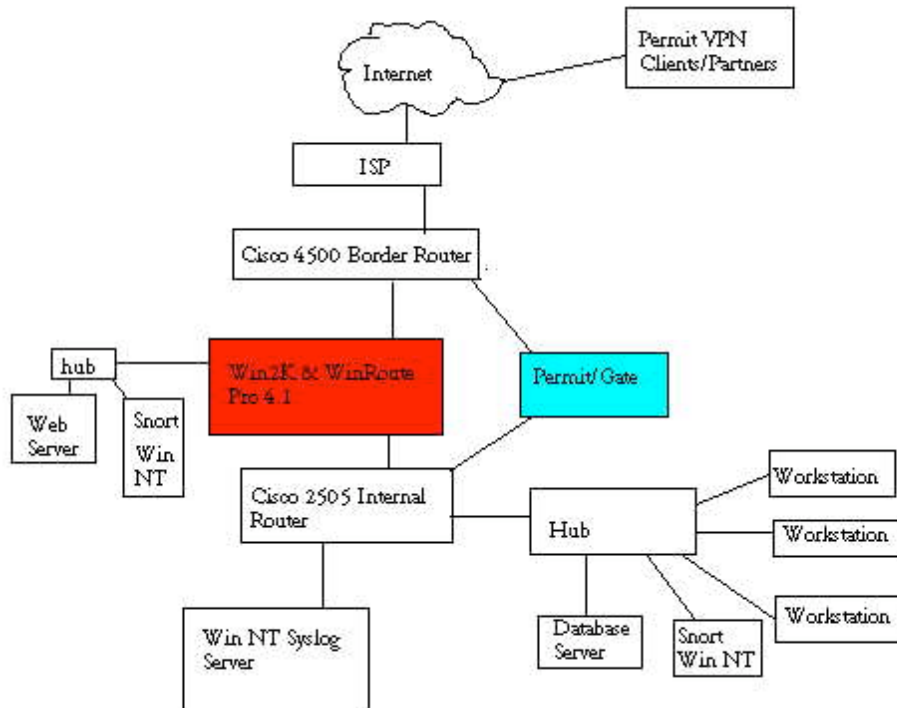 Permit VPN
Clients/Partners
Internet
ISP
Cisco 4500 Border Router
Win2K & WinRoute
Pro 4.1
Permit/ Gate
hub
Web
Server
Snort
Win
NT
Cisco 2505 Internal
Router
Hub
Workstation
Workstation
Workstation
Win NT Syslog
Server
Database
Server
Snort
Win NT